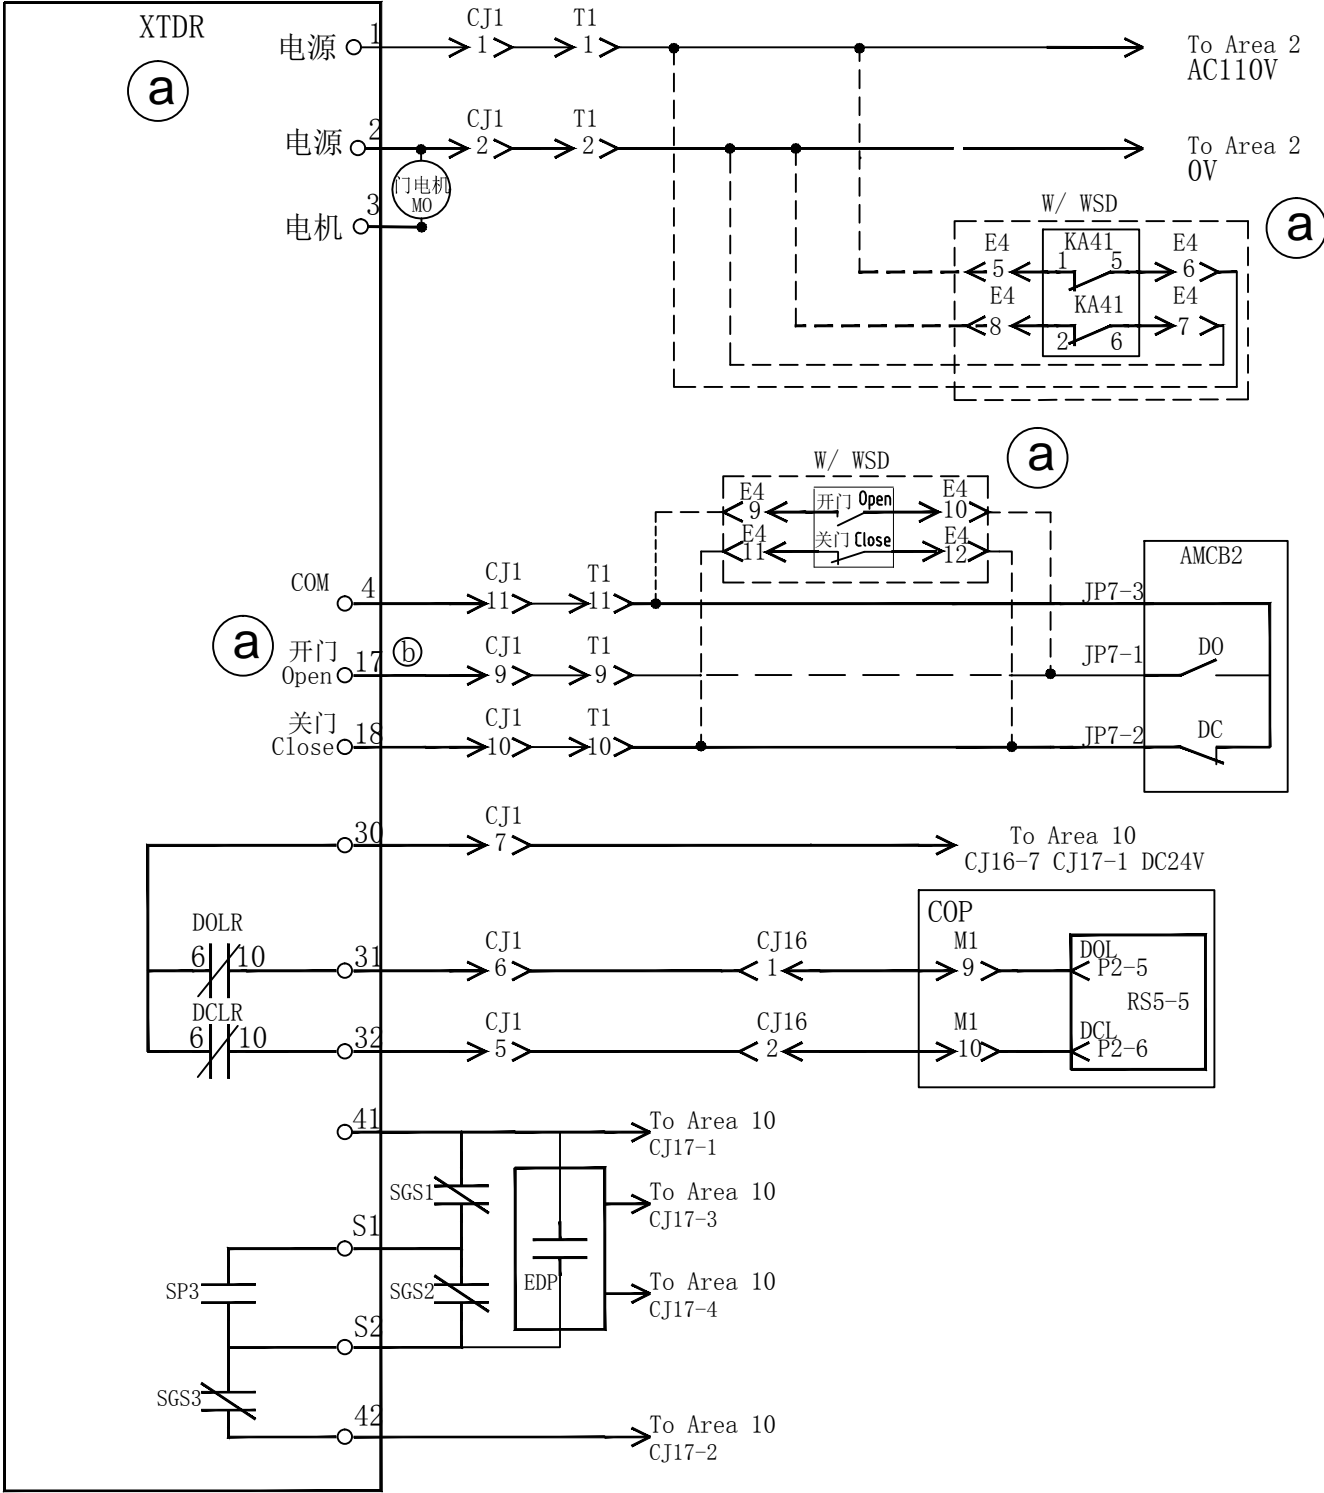 XTDR
a
电源 1
CJ1
1
T1
1
To Area 2
AC110V
电源 2
CJ1
2
T1
2
To Area 2
0V
门电机
MO
电机 3
W/ WSD
a
E4
5
KA41
1 5
E4
6
E4
8
KA41
2 6
E4
7
W/ WSD
a
E4
9
开门 Open
E4
10
E4
11
关门 Close
E4
12
AMCB2
COM 4
CJ1
11
T1
11
JP7-3
a
开门
Open 17
b
CJ1
9
T1
9
JP7-1
DO
关门
Close 18
CJ1
10
T1
10
JP7-2
DC
30
CJ1
7
To Area 10
CJ16-7 CJ17-1 DC24V
COP
DOLR
6 10
31
CJ1
6
CJ16
1
M1
9
DOL
P2-5
RS5-5
DCLR
6 10
32
CJ1
5
CJ16
2
M1
10
DCL
P2-6
41
To Area 10
CJ17-1
SGS1
To Area 10
CJ17-3
S1
SP3
SGS2
EDP
To Area 10
CJ17-4
S2
SGS3
42
To Area 10
CJ17-2